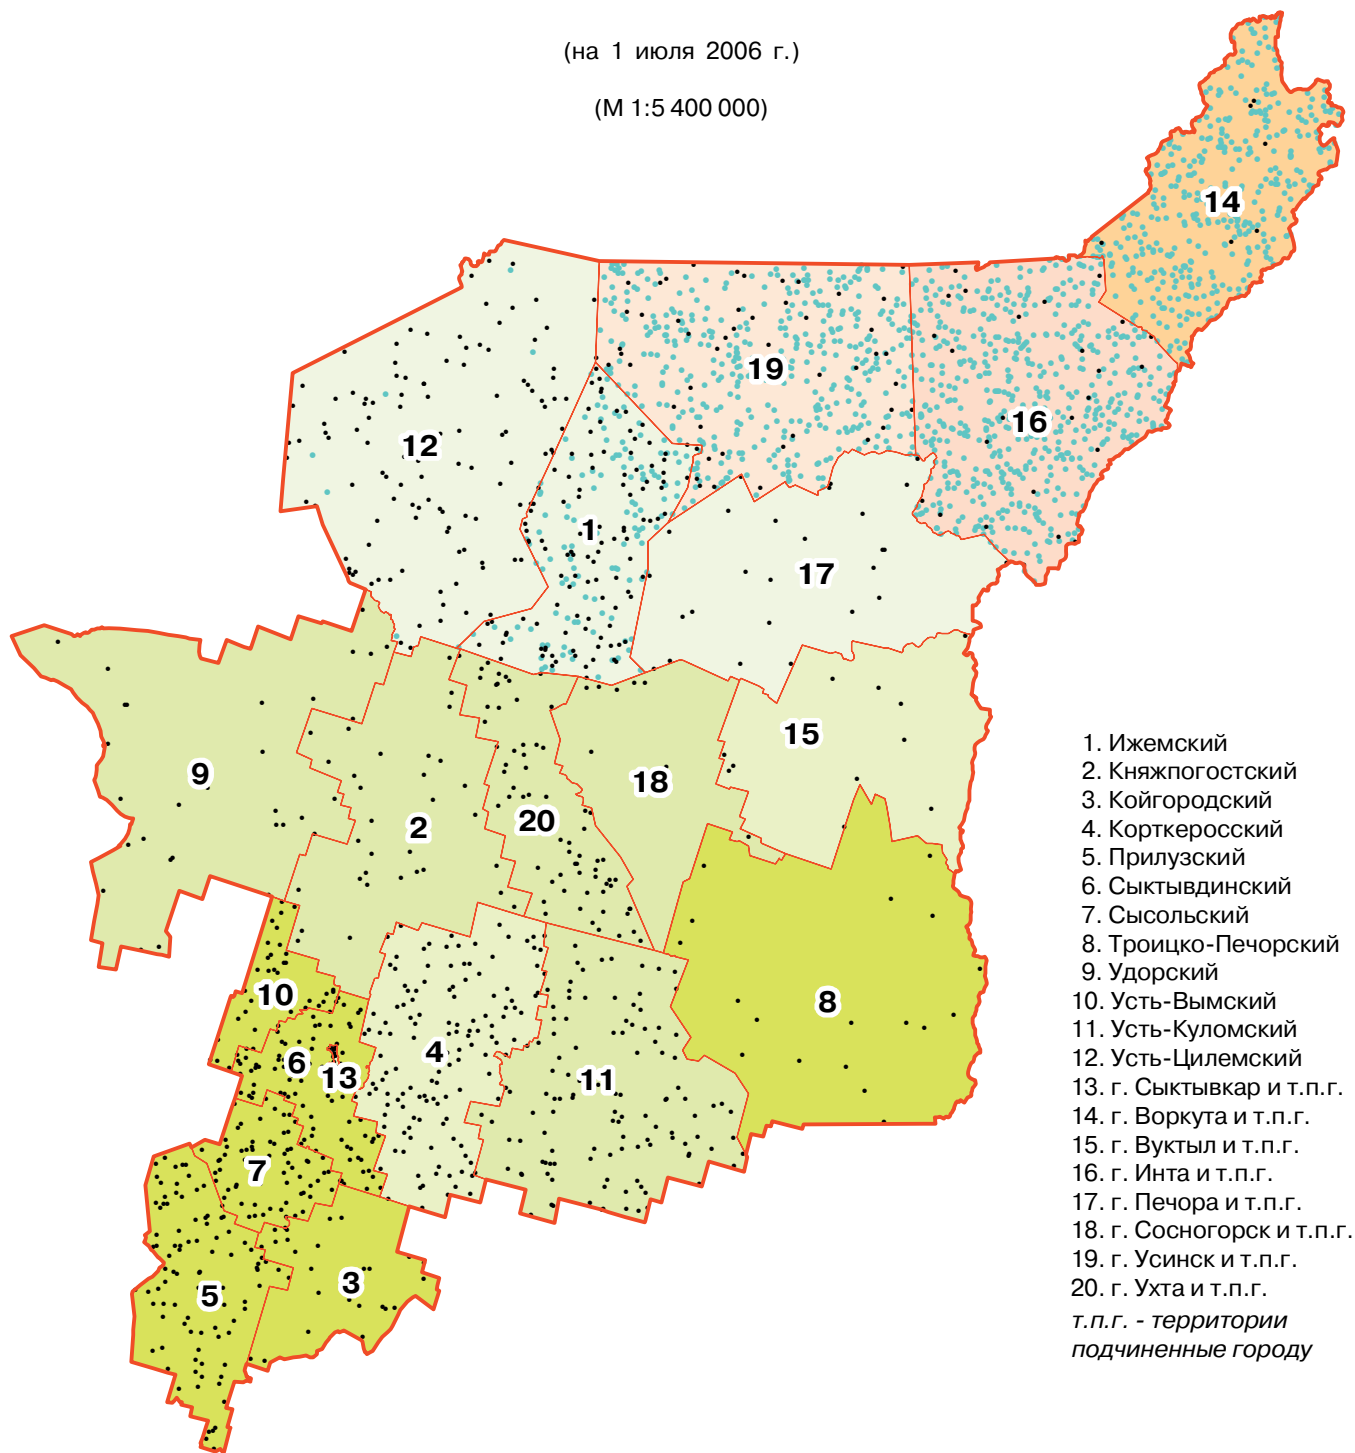 (на 1 июля 2006 г.)
(М 1:5 400 000)
14
19
16
12
1
17
15
9
18
2
20
10
8
6
13
4
11
7
5
3
1. Ижемский
2. Княжпогостский
3. Койгородский
4. Корткеросский
5. Прилузский
6. Сыктывдинский
7. Сысольский
8. Троицко-Печорский
9. Удорский
10. Усть-Вымский
11. Усть-Куломский
12. Усть-Цилемский
13. г. Сыктывкар и т.п.г.
14. г. Воркута и т.п.г.
15. г. Вуктыл и т.п.г.
16. г. Инта и т.п.г.
17. г. Печора и т.п.г.
18. г. Сосногорск и т.п.г.
19. г. Усинск и т.п.г.
20. г. Ухта и т.п.г.
т.п.г. - территории
подчиненные городу